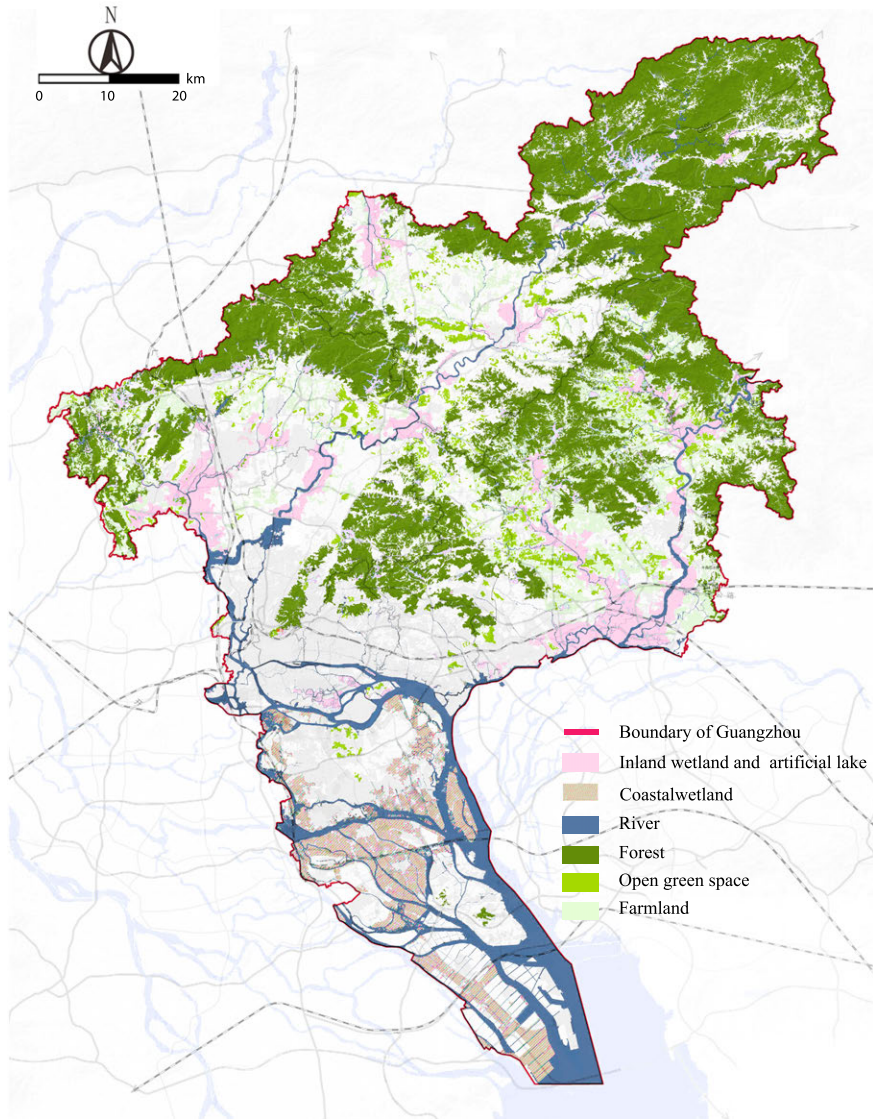 N
km
0 10 20
Boundary of Guangzhou
Inland wetland and artificial lake
Coastalwetland
River
Forest
Open green space
Farmland